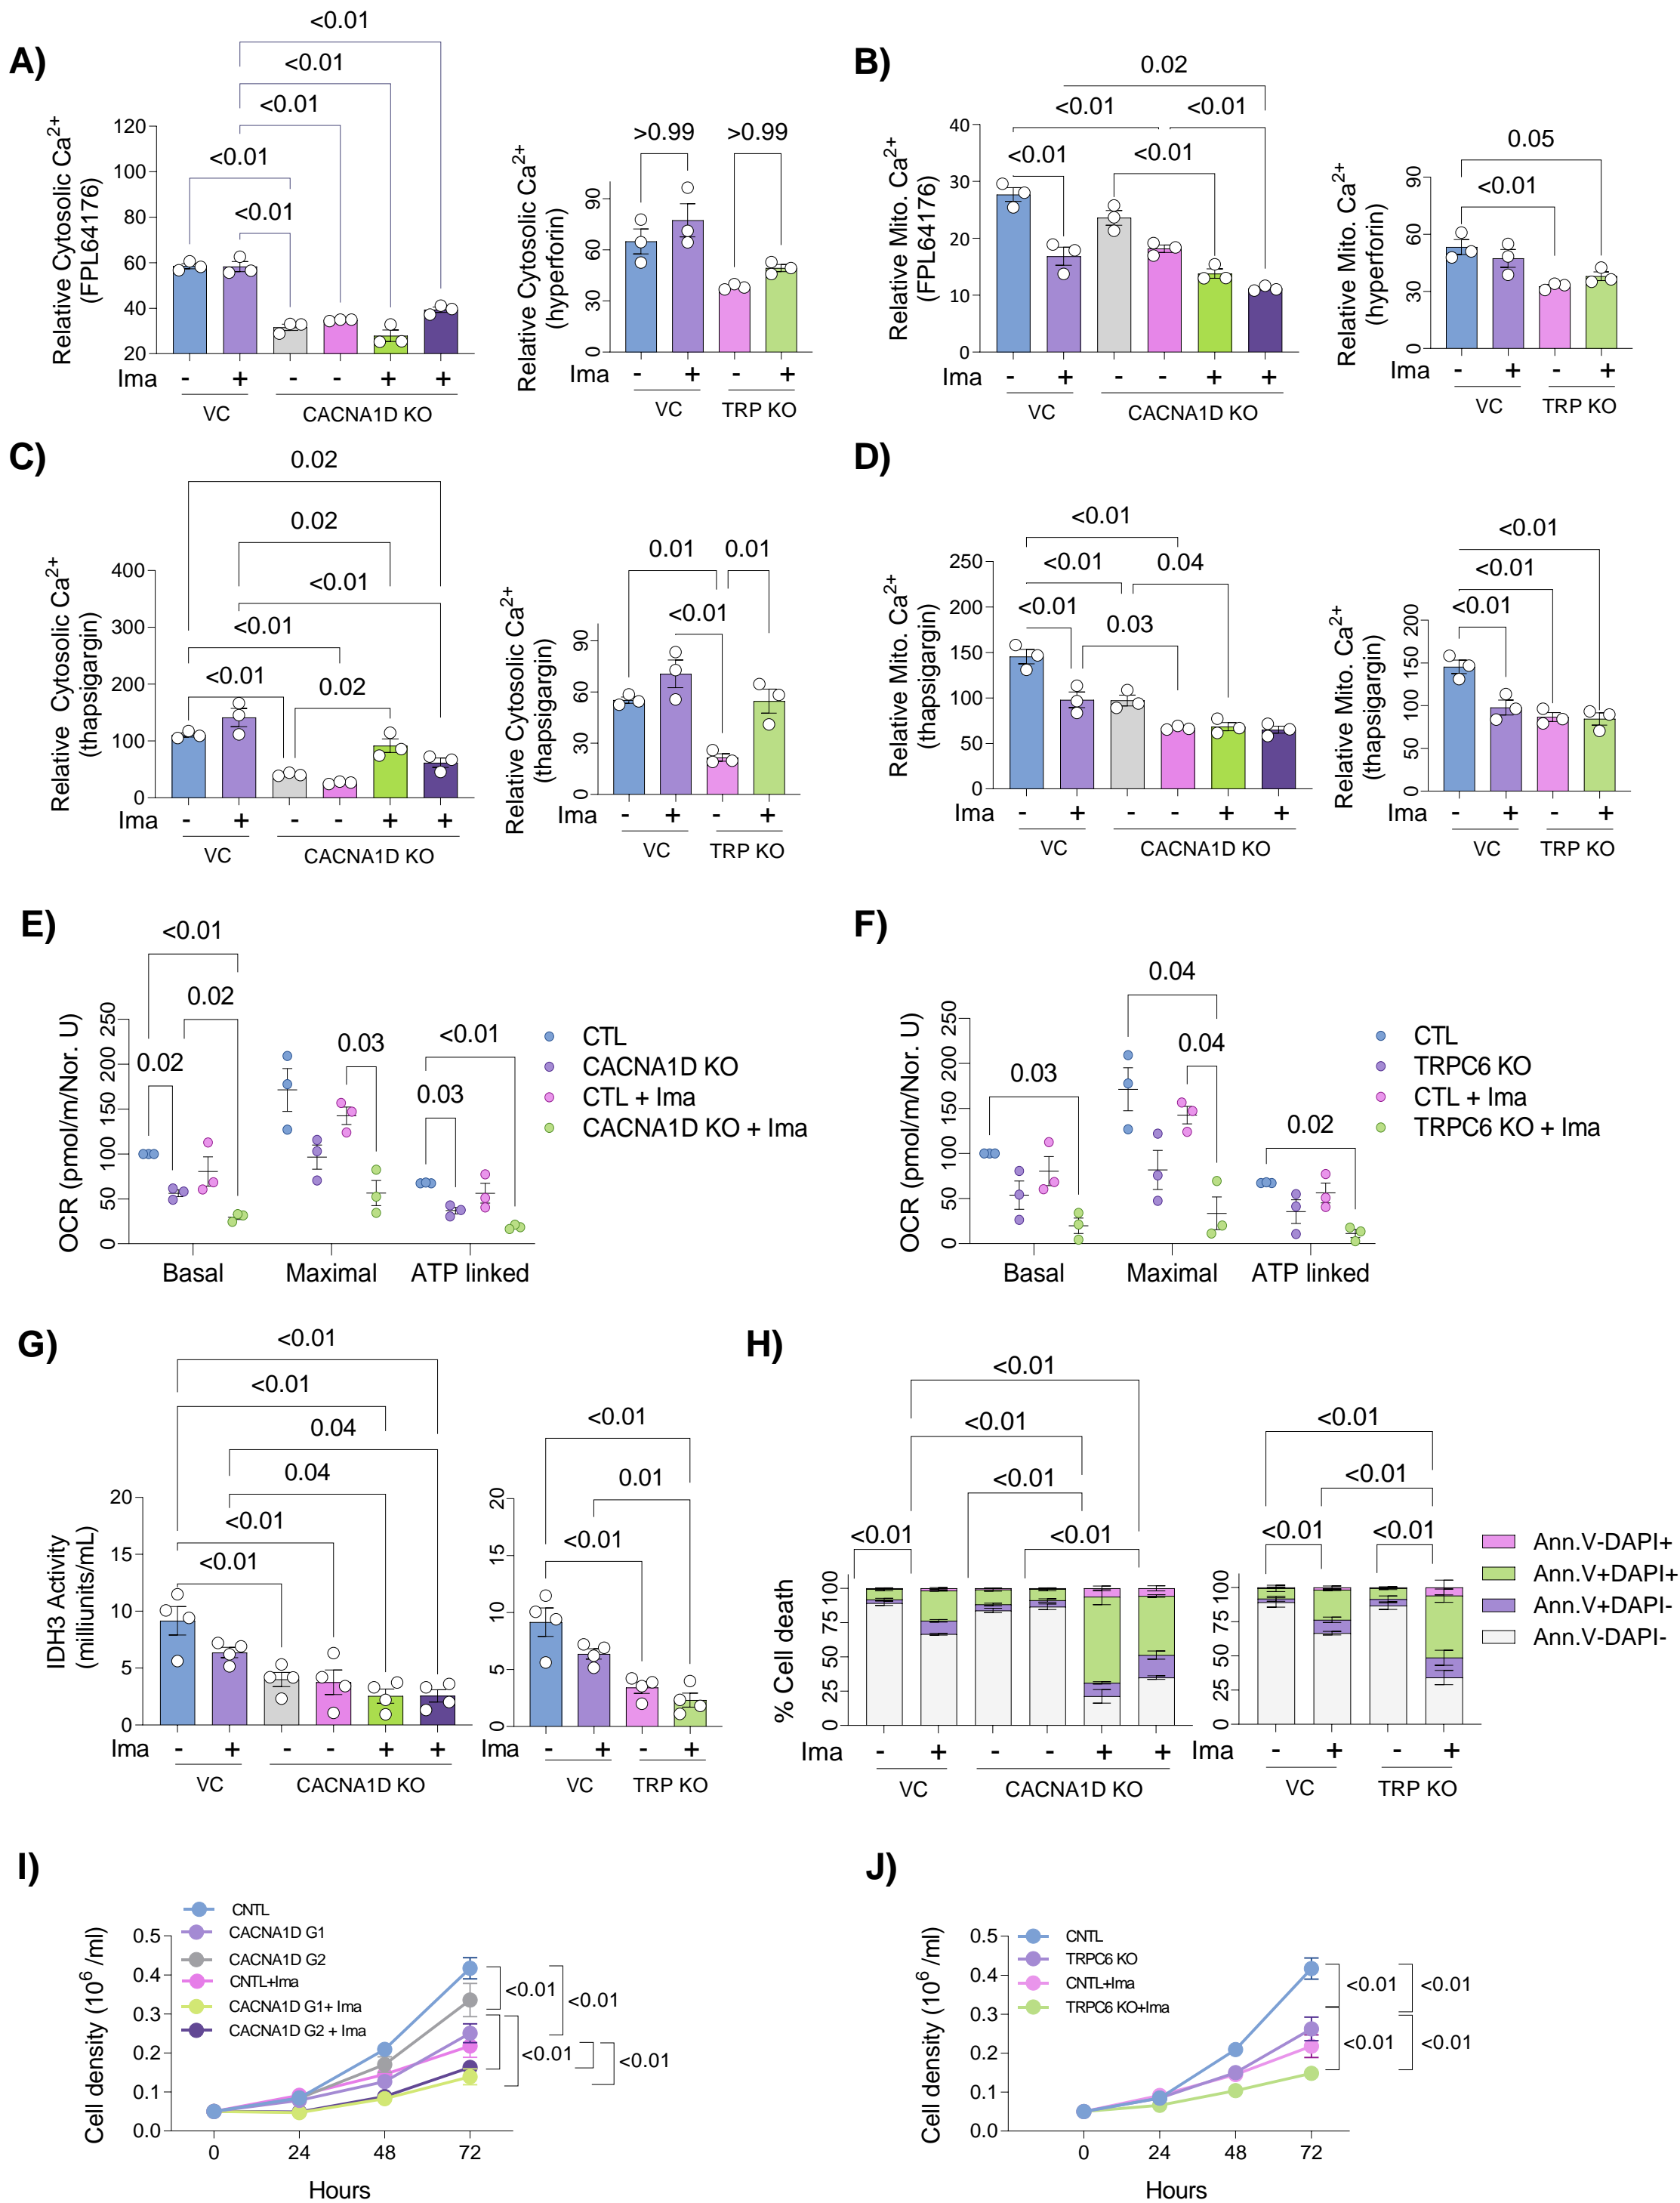 A)
<0.01
<0.01
<0.01
<0.01
<0.01
Relative Cytosolic Ca2+
(FPL64176)
120
100
80
60
40
20
Ima - + - - + +
VC CACNA1D KO
>0.99 >0.99
Relative Cytosolic Ca2+
(hyperforin)
90
60
30
0
Ima - + - +
VC TRP KO
B)
0.02
<0.01 <0.01
<0.01 <0.01
Relative Mito. Ca2+
(FPL64176)
40
30
20
10
0
Ima - + - - + +
VC CACNA1D KO
0.05
<0.01
Relative Mito. Ca2+
(hyperforin)
90
60
30
0
Ima - + - +
VC TRP KO
C)
0.02
0.02
<0.01
<0.01
<0.01 0.02
Relative Cytosolic Ca2+
(thapsigargin)
400
300
200
100
0
Ima - + - - + +
VC CACNA1D KO
0.01 0.01
<0.01
Relative Cytosolic Ca2+
(thapsigargin)
90
60
30
0
Ima - + - +
VC TRP KO
D)
<0.01
<0.01 0.04
<0.01 0.03
Relative Mito. Ca2+
(thapsigargin)
250
200
150
100
50
0
Ima - + - - + +
VC CACNA1D KO
<0.01
<0.01
<0.01
Relative Mito. Ca2+
(thapsigargin)
200
150
100
50
0
Ima - + - +
VC TRP KO
E)
<0.01
0.02
0.02 0.03 <0.01
0.03
OCR (pmol/m/Nor. U)
250
200
150
100
50
0
Basal Maximal ATP linked
CTL
CACNA1D KO
CTL + Ima
CACNA1D KO + Ima
F)
0.04
0.04
0.03
0.02
OCR (pmol/m/Nor. U)
250
200
150
100
50
0
Basal Maximal ATP linked
CTL
TRPC6 KO
CTL + Ima
TRPC6 KO + Ima
G)
<0.01
<0.01
0.04
0.04
<0.01
<0.01
IDH3 Activity
(milliunits/mL)
20
15
10
5
0
Ima - + - - + +
VC CACNA1D KO
<0.01
0.01
<0.01
20
15
10
5
0
Ima - + - +
VC TRP KO
H)
<0.01
<0.01
<0.01
<0.01 <0.01
% Cell death
100
75
50
25
0
Ima - + - - + +
VC CACNA1D KO
<0.01
<0.01
<0.01 <0.01
100
75
50
25
0
Ima - + - +
VC TRP KO
Ann.V-DAPI+
Ann.V+DAPI+
Ann.V+DAPI-
Ann.V-DAPI-
I)
CNTL
CACNA1D G1
CACNA1D G2
CNTL+Ima
CACNA1D G1+ Ima
CACNA1D G2 + Ima
Cell density (106 /ml)
0.5
0.4
0.3
0.2
0.1
0.0
0 24 48 72
Hours
<0.01
<0.01
<0.01
<0.01
J)
CNTL
TRPC6 KO
CNTL+Ima
TRPC6 KO+Ima
Cell density (106 /ml)
0.5
0.4
0.3
0.2
0.1
0.0
0 24 48 72
Hours
<0.01 <0.01
<0.01 <0.01